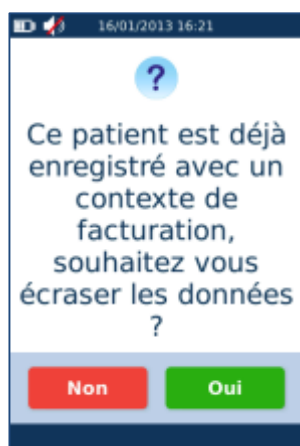 16/01/2013 16:21
?
Ce patient est déjà
enregistré avec un
contexte de
facturation,
souhaitez vous
écraser les données
?
Non Oui